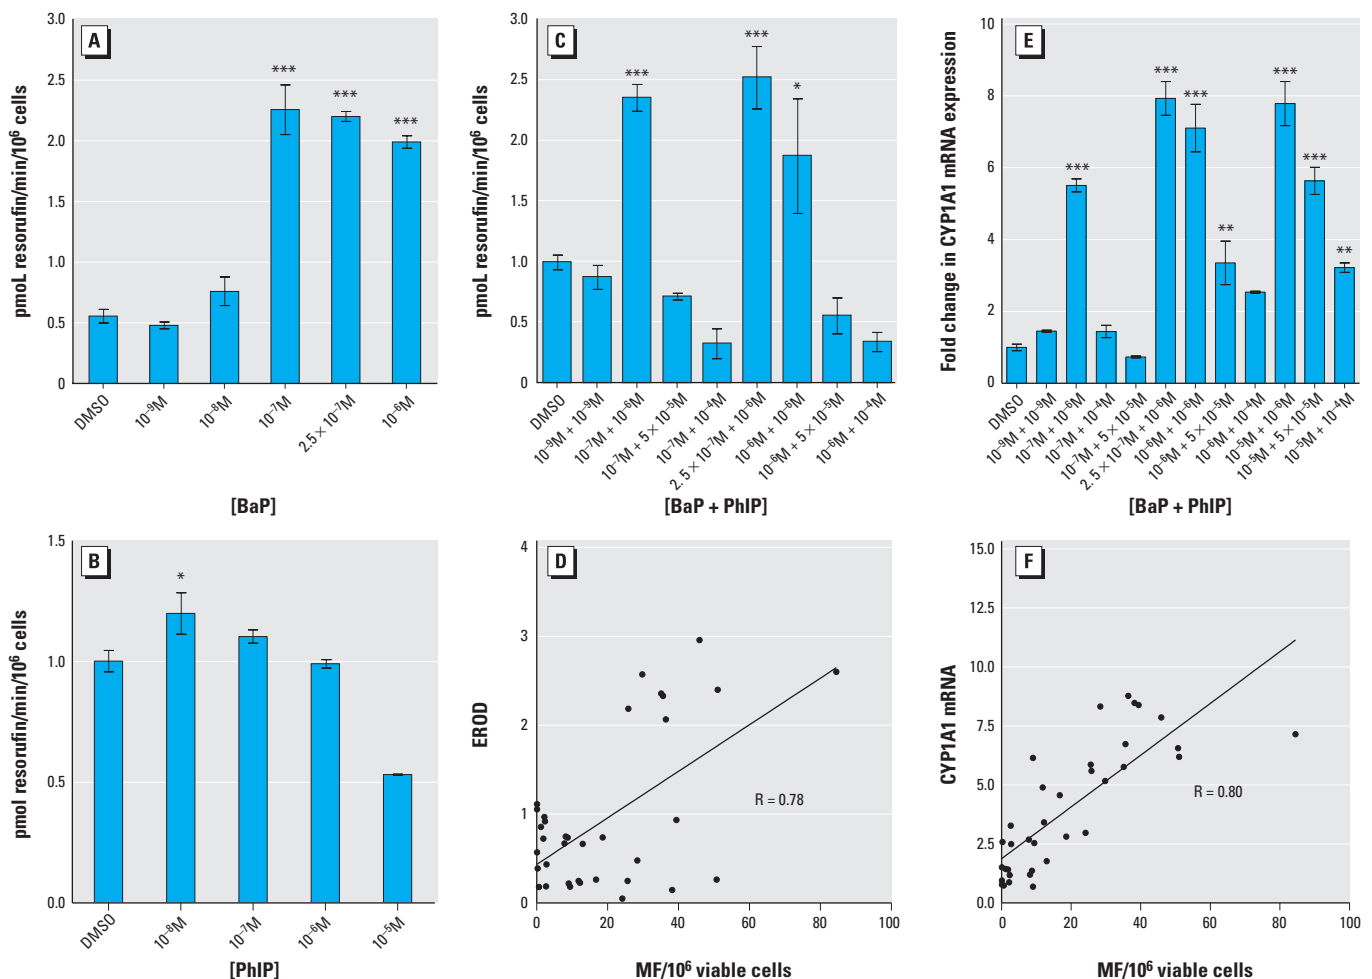 A
3.0
2.5
2.0
1.5
1.0
0.5
0
pmoL resorufin/min/10⁶ cells
***
***
***
DMSO
10⁻⁹M
10⁻⁸M
10⁻⁷M
2.5 × 10⁻⁷M
10⁻⁶M
[BaP]
C
3.0
2.5
2.0
1.5
1.0
0.5
0
pmoL resorufin/min/10⁶ cells
***
***
*
DMSO
10⁻⁹M + 10⁻⁹M
10⁻⁷M + 10⁻⁶M
10⁻⁷M + 5 × 10⁻⁵M
10⁻⁷M + 10⁻⁴M
2.5 × 10⁻⁷M + 10⁻⁶M
10⁻⁶M + 10⁻⁶M
10⁻⁶M + 5 × 10⁻⁵M
10⁻⁶M + 10⁻⁴M
[BaP + PhIP]
E
10
8
6
4
2
0
Fold change in CYP1A1 mRNA expression
***
***
***
**
***
***
**
DMSO
10⁻⁹M + 10⁻⁹M
10⁻⁷M + 10⁻⁶M
10⁻⁷M + 10⁻⁴M
10⁻⁷M + 5 × 10⁻⁵M
2.5 × 10⁻⁷M + 10⁻⁶M
10⁻⁶M + 10⁻⁶M
10⁻⁶M + 5 × 10⁻⁵M
10⁻⁶M + 10⁻⁴M
10⁻⁵M + 10⁻⁶M
10⁻⁵M + 5 × 10⁻⁵M
10⁻⁵M + 10⁻⁴M
[BaP + PhIP]
B
1.5
1.0
0.5
0
pmol resorufin/min/10⁶ cells
*
DMSO
10⁻⁸M
10⁻⁷M
10⁻⁶M
10⁻⁵M
[PhIP]
D
4
3
2
1
0
EROD
R = 0.78
0
20
40
60
80
100
MF/10⁶ viable cells
F
15.0
10.0
7.5
5.0
2.5
0.0
CYP1A1 mRNA
R = 0.80
0
20
40
60
80
100
MF/10⁶ viable cells